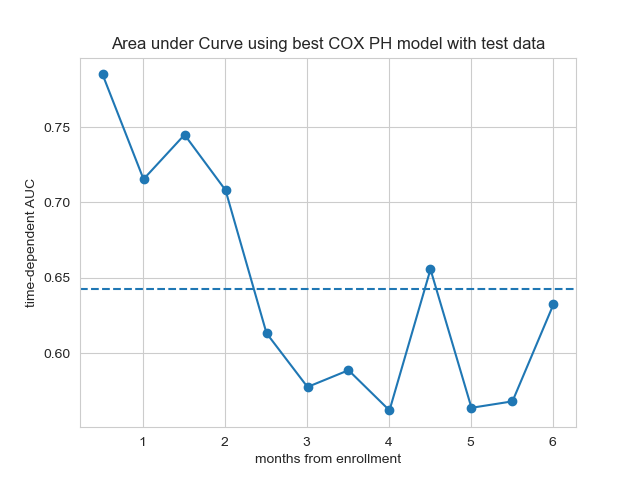 Area under Curve using best COX PH model with test data
time-dependent AUC
0.75
0.70
0.65
0.60
1 2 3 4 5 6
months from enrollment